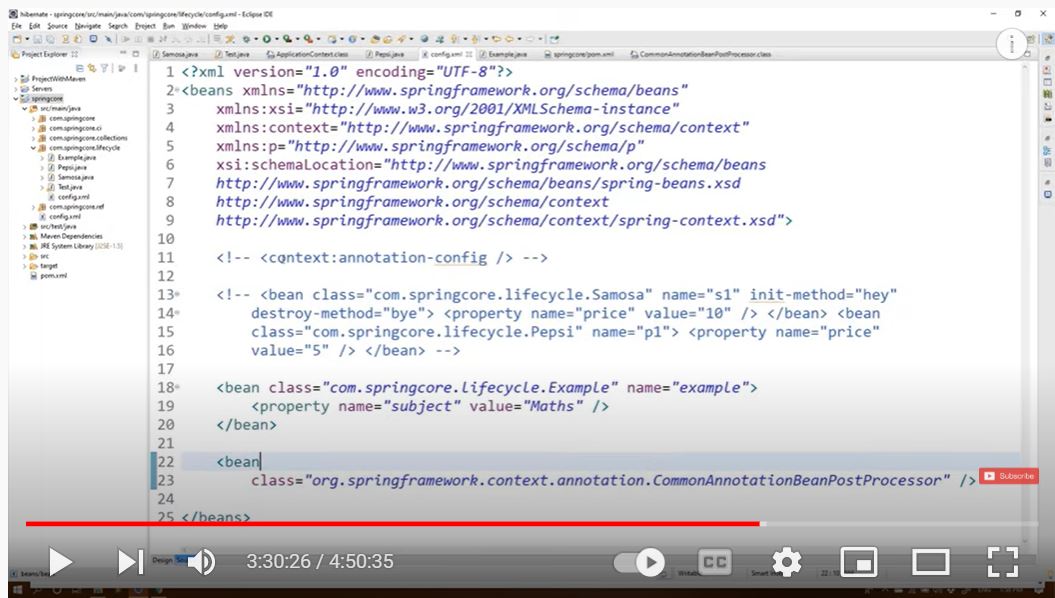 hibernate - springcore/src/main/java/com/springcore/lifecycle/config.xml - Eclipse IDE
File Edit Source Navigate Search Project Run Window Help
Project Explorer
Samosa.java Test.java ApplicationContext.class Pepsi.java config.xml Example.java springcore/pom.xml CommonAnnotationBeanPostProcessor.class
ProjectWithMaven
Servers
springcore
src/main/java
com.springcore
com.springcore.ci
com.springcore.collections
com.springcore.lifecycle
Example.java
Pepsi.java
Samosa.java
Test.java
config.xml
com.springcore.ref
config.xml
src/test/java
Maven Dependencies
JRE System Library [J2SE-1.5]
src
target
pom.xml
1 <?xml version="1.0" encoding="UTF-8"?>
2 <beans xmlns="http://www.springframework.org/schema/beans"
3 xmlns:xsi="http://www.w3.org/2001/XMLSchema-instance"
4 xmlns:context="http://www.springframework.org/schema/context"
5 xmlns:p="http://www.springframework.org/schema/p"
6 xsi:schemaLocation="http://www.springframework.org/schema/beans
7 http://www.springframework.org/schema/beans/spring-beans.xsd
8 http://www.springframework.org/schema/context
9 http://www.springframework.org/schema/context/spring-context.xsd">
10
11 <!-- <context:annotation-config /> -->
12
13 <!-- <bean class="com.springcore.lifecycle.Samosa" name="s1" init-method="hey"
14 destroy-method="bye"> <property name="price" value="10" /> </bean> <bean
15 class="com.springcore.lifecycle.Pepsi" name="p1"> <property name="price"
16 value="5" /> </bean> -->
17
18 <bean class="com.springcore.lifecycle.Example" name="example">
19 <property name="subject" value="Maths" />
20 </bean>
21
22 <bean
23 class="org.springframework.context.annotation.CommonAnnotationBeanPostProcessor" />
24
25 </beans>
Subscribe
3:30:26 / 4:50:35
CC
Design